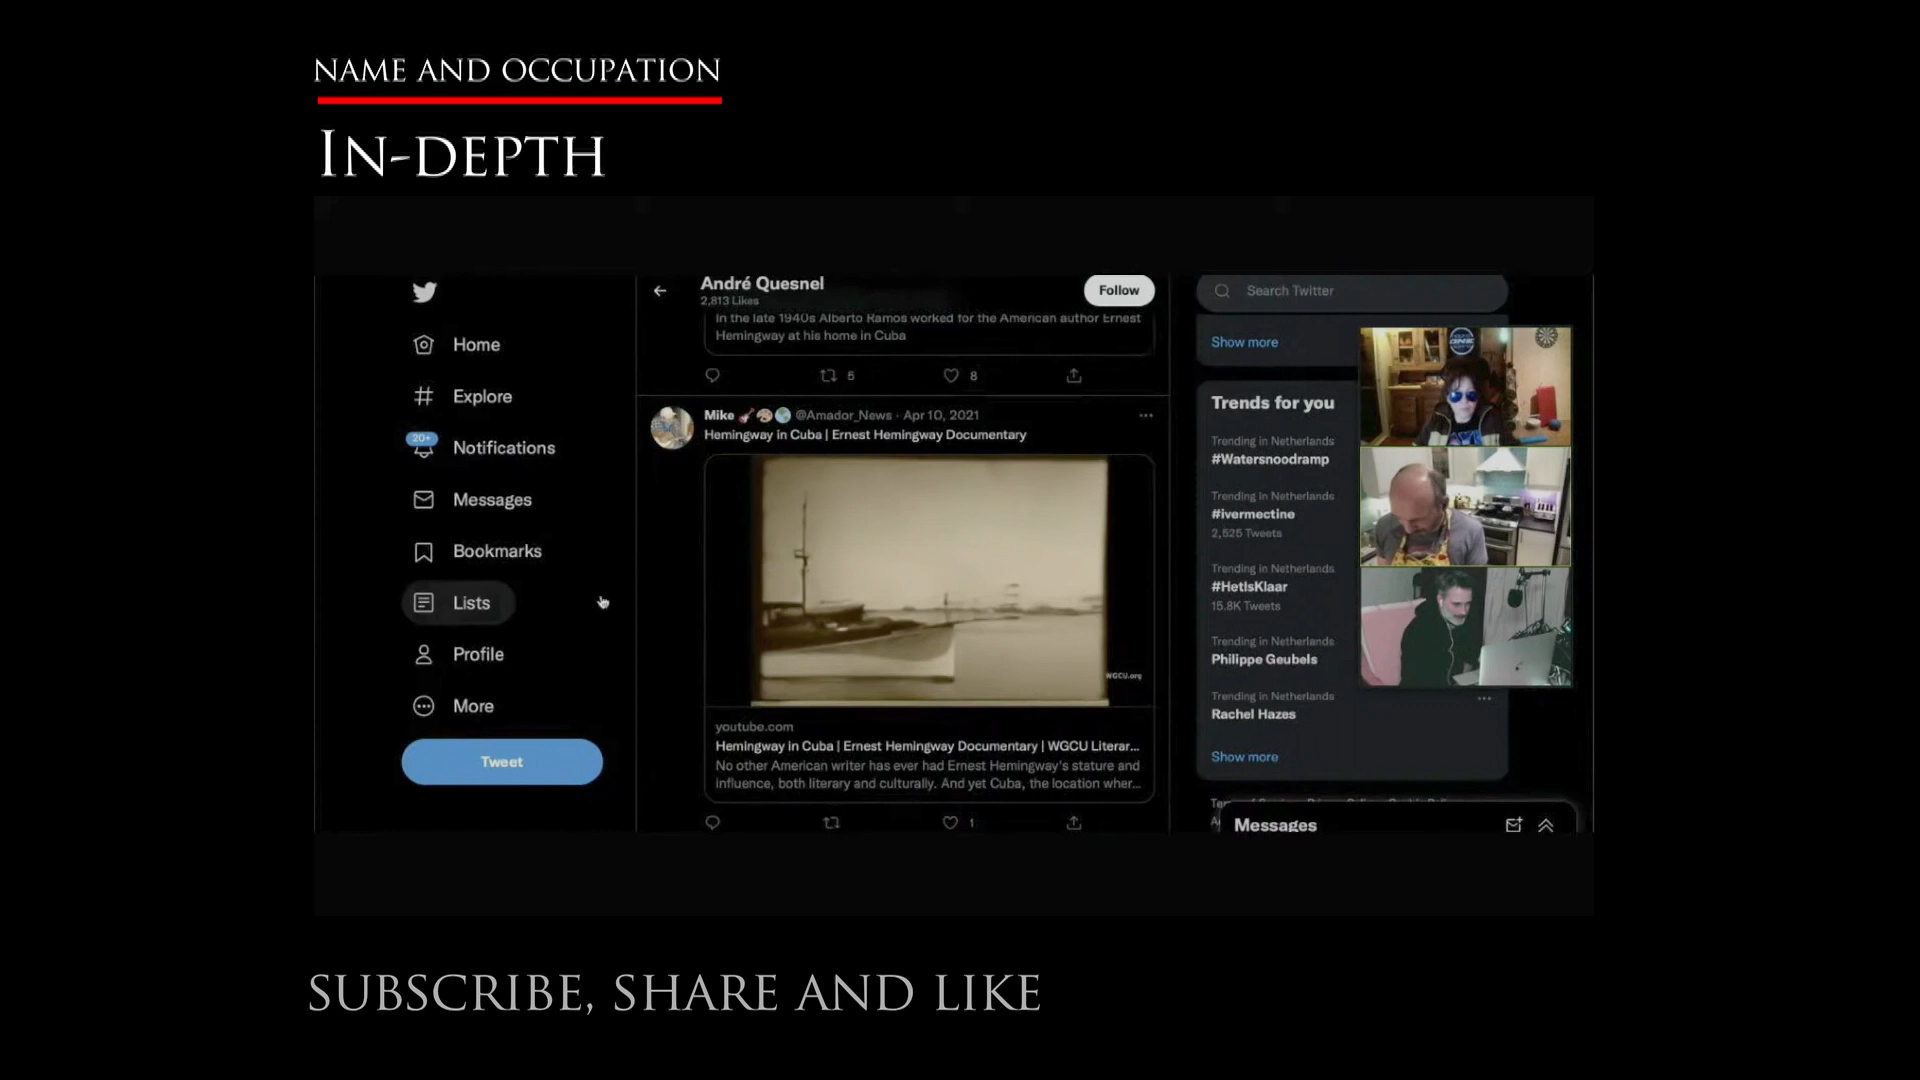 NAME AND OCCUPATION
IN-DEPTH
André Quesnel
2,813 Likes
Follow
In the late 1940s Alberto Ramos worked for the American author Ernest
Hemingway at his home in Cuba
5
8
Mike @Amador_News · Apr 10, 2021
Hemingway in Cuba | Ernest Hemingway Documentary
WGCU.org
youtube.com
Hemingway in Cuba | Ernest Hemingway Documentary | WGCU Literar...
No other American writer has ever had Ernest Hemingway's stature and
influence, both literary and culturally. And yet Cuba, the location wher...
1
Home
Explore
20+
Notifications
Messages
Bookmarks
Lists
Profile
More
Tweet
Search Twitter
Show more
Trends for you
Trending in Netherlands
#Watersnoodramp
Trending in Netherlands
#ivermectine
2,525 Tweets
Trending in Netherlands
#HetIsKlaar
15.8K Tweets
Trending in Netherlands
Philippe Geubels
Trending in Netherlands
Rachel Hazes
Show more
Messages
SUBSCRIBE, SHARE AND LIKE